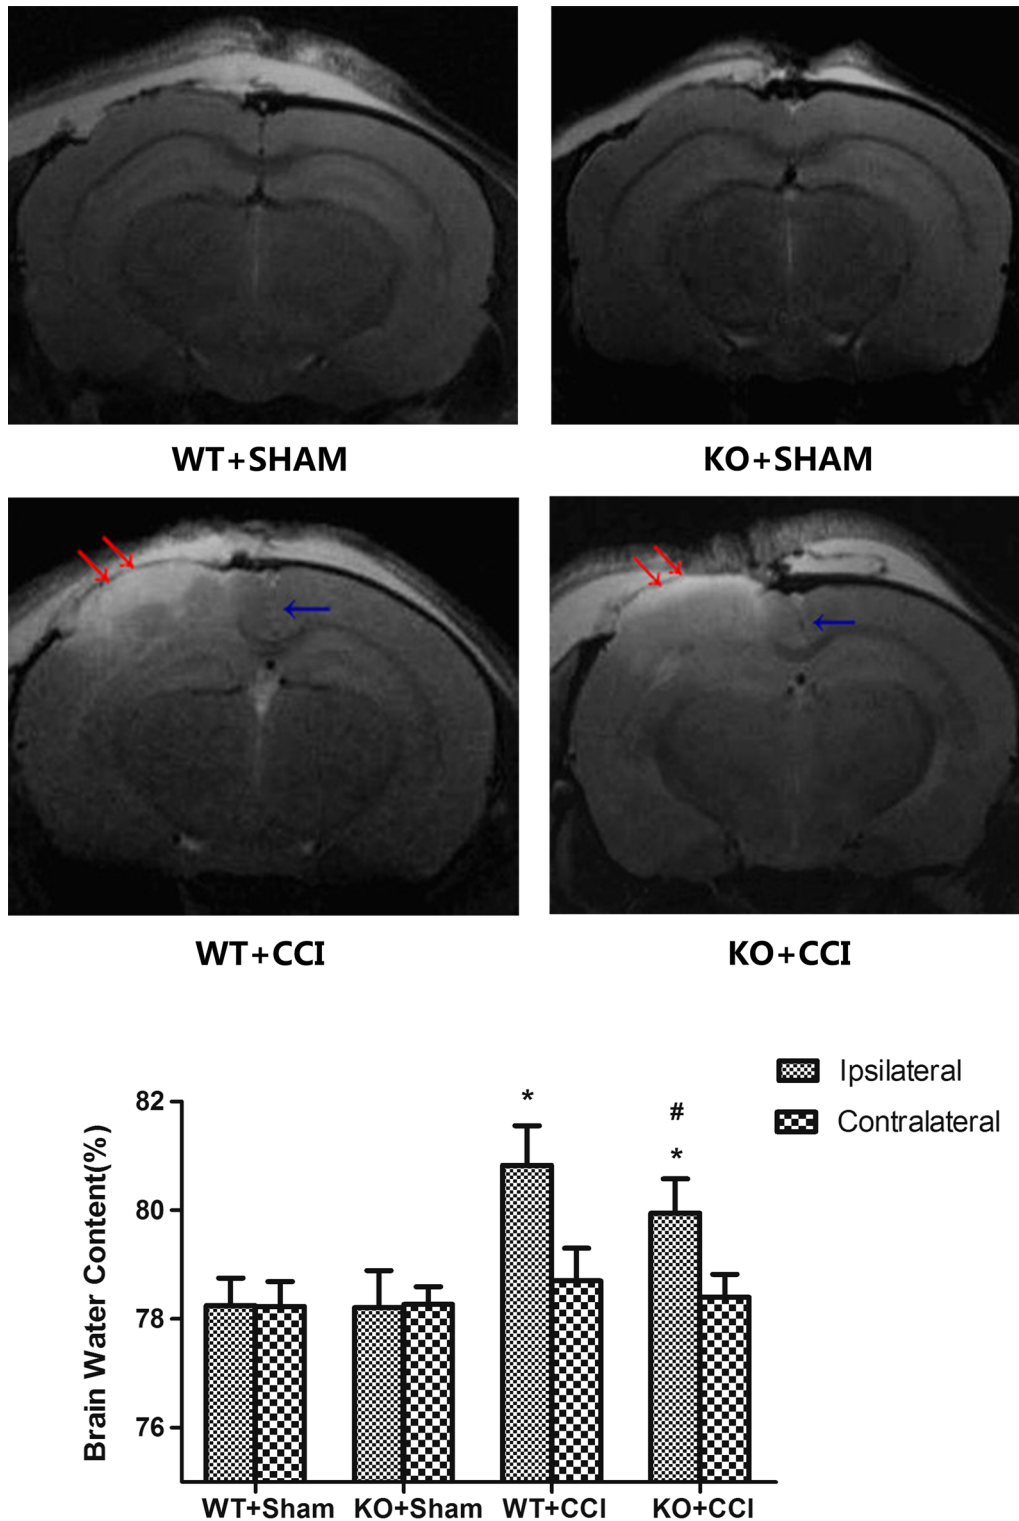 WT+SHAM
KO+SHAM
WT+CCI
KO+CCI
Ipsilateral
Contralateral
Brain Water Content(%)
82
80
78
76
*
#
*
WT+Sham
KO+Sham
WT+CCI
KO+CCI